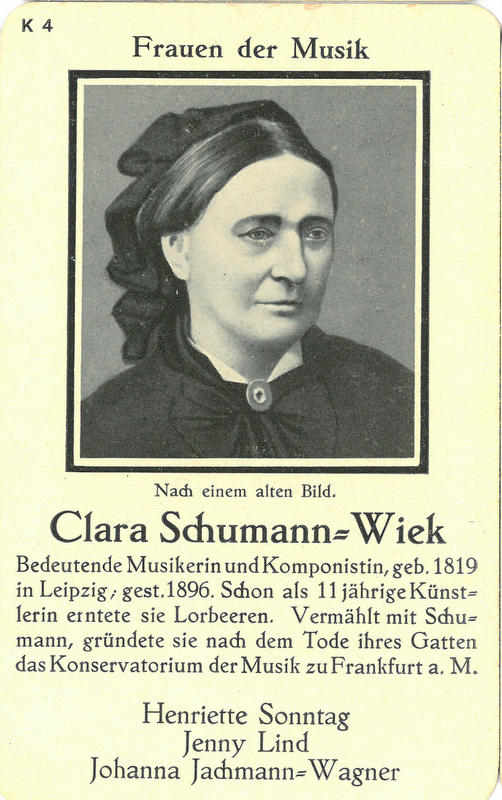 K 4
Frauen der Musik
Nach einem alten Bild.
Clara Schumann=Wiek
Bedeutende Musikerin und Komponistin, geb. 1819
in Leipzig, gest. 1896. Schon als 11 jährige Künst=
lerin erntete sie Lorbeeren. Vermählt mit Schu=
mann, gründete sie nach dem Tode ihres Gatten
das Konservatorium der Musik zu Frankfurt a. M.
Henriette Sonntag
Jenny Lind
Johanna Jachmann=Wagner